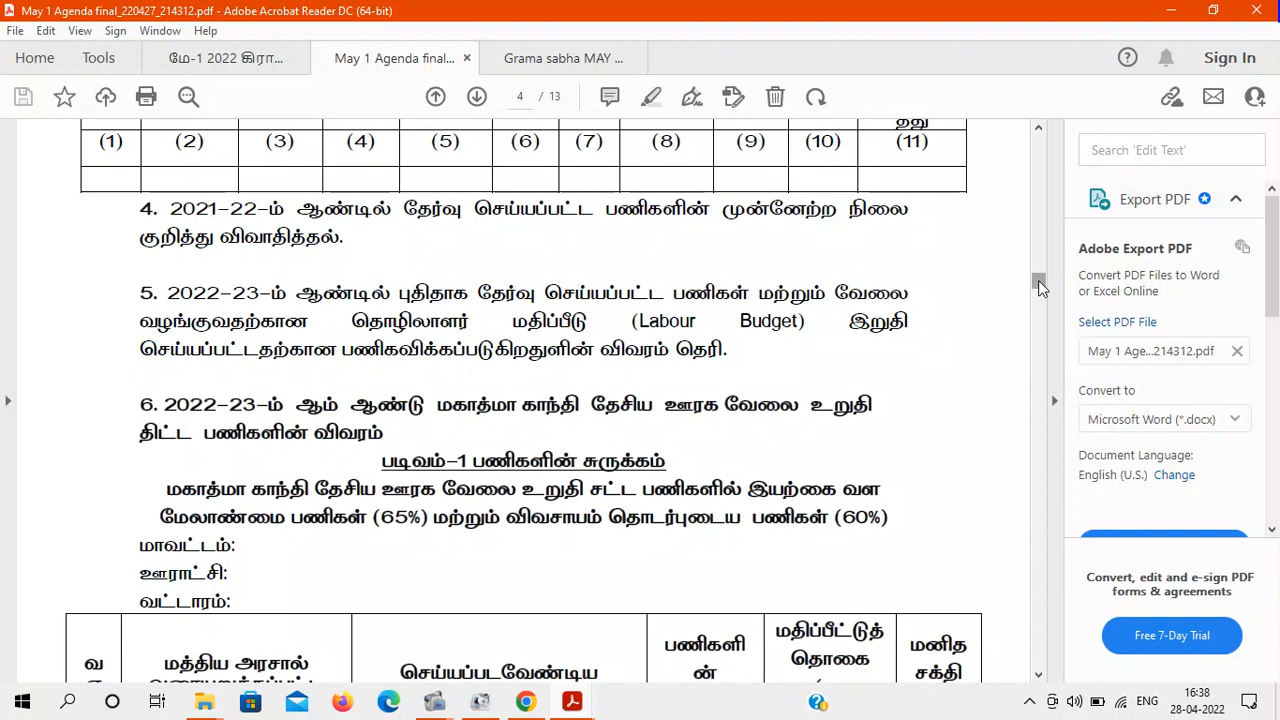 May 1 Agenda final_220427_214312.pdf - Adobe Acrobat Reader DC (64-bit)
File Edit View Sign Window Help
Home Tools மே-1 2022 கிரா... May 1 Agenda final... × Grama sabha MAY ... Sign In
4 / 13
தது
(1) (2) (3) (4) (5) (6) (7) (8) (9) (10) (11)
4. 2021-22-ம் ஆண்டில் தேர்வு செய்யப்பட்ட பணிகளின் முன்னேற்ற நிலை
குறித்து விவாதித்தல்.
5. 2022-23-ம் ஆண்டில் புதிதாக தேர்வு செய்யப்பட்ட பணிகள் மற்றும் வேலை
வழங்குவதற்கான தொழிலாளர் மதிப்பீடு (Labour Budget) இறுதி
செய்யப்பட்டதற்கான பணிகவிக்கப்படுகிறதுளின் விவரம் தெரி.
6. 2022-23-ம் ஆம் ஆண்டு மகாத்மா காந்தி தேசிய ஊரக வேலை உறுதி
திட்ட பணிகளின் விவரம்
படிவம்-1 பணிகளின் சுருக்கம்
மகாத்மா காந்தி தேசிய ஊரக வேலை உறுதி சட்ட பணிகளில் இயற்கை வள
மேலாண்மை பணிகள் (65%) மற்றும் விவசாயம் தொடர்புடைய பணிகள் (60%)
மாவட்டம்:
ஊராட்சி:
வட்டாரம்:
வ மத்திய அரசால் செய்யப்படவேண்டிய பணிகளி ன் மதிப்பீட்டுத் தொகை மனித சக்தி
Search 'Edit Text'
Export PDF
Adobe Export PDF
Convert PDF Files to Word
or Excel Online
Select PDF File
May 1 Age...214312.pdf ×
Convert to
Microsoft Word (*.docx)
Document Language:
English (U.S.) Change
Convert, edit and e-sign PDF
forms & agreements
Free 7-Day Trial
ENG 16:38
28-04-2022